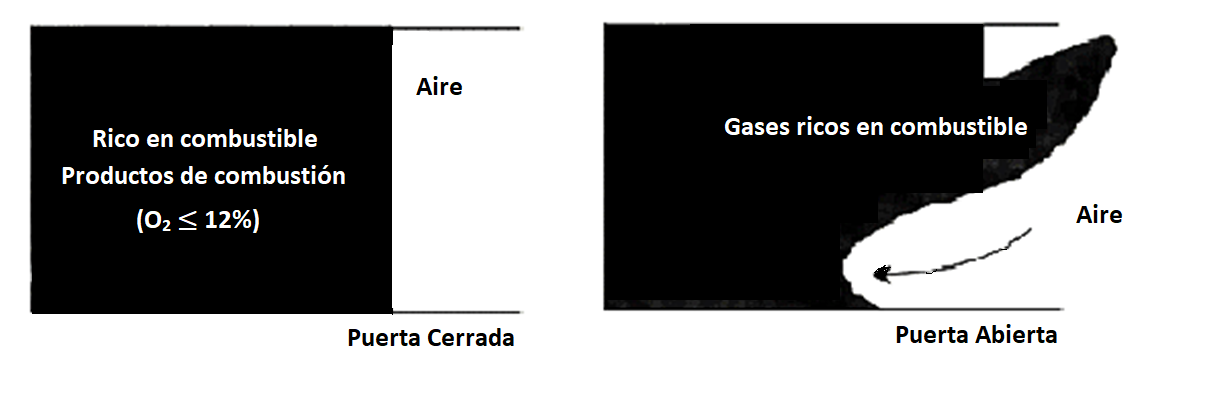 Aire
Rico en combustible
Productos de combustión
(O₂ ≤ 12%)
Puerta Cerrada
Gases ricos en combustible
Aire
Puerta Abierta